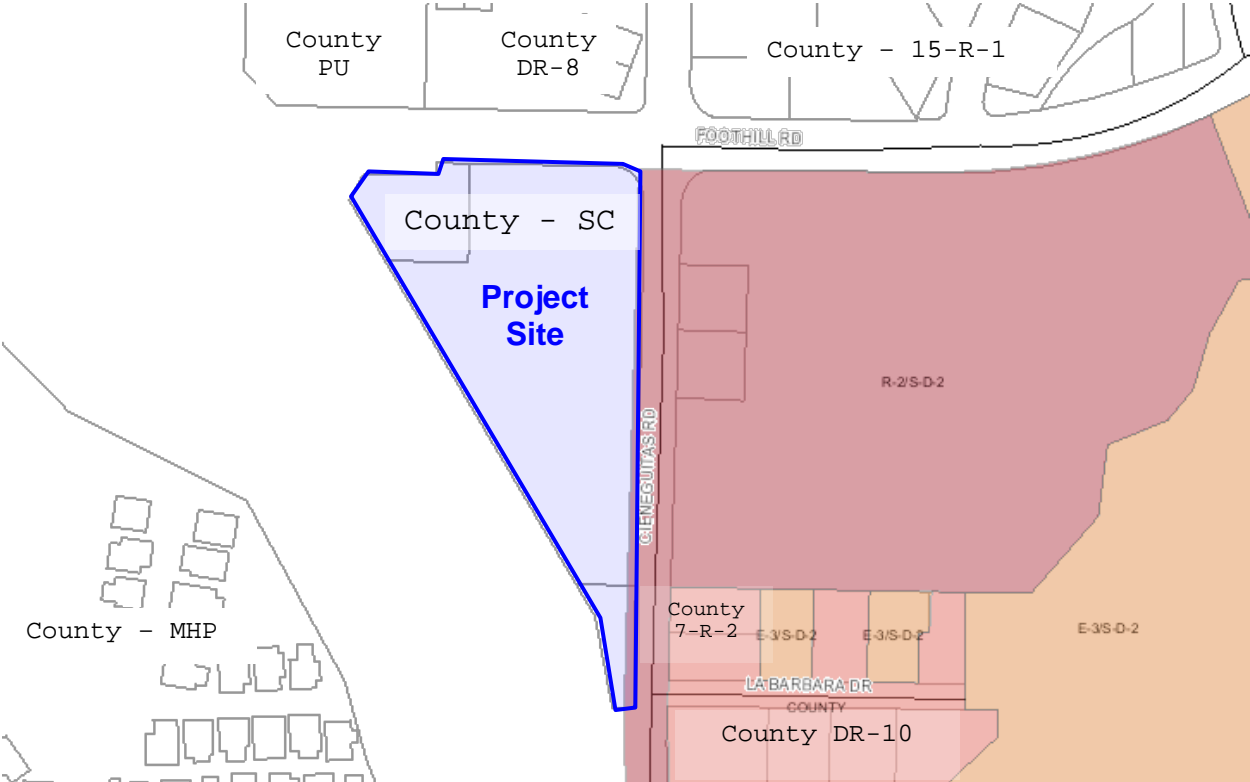 County
PU
County
DR-8
County - 15-R-1
FOOTHILL RD
County - SC
Project
Site
R-2/S-D-2
CIENEGUITAS RD
County - MHP
County
7-R-2
E-3/S-D-2
E-3/S-D-2
E-3/S-D-2
LA BARBARA DR
COUNTY
County DR-10